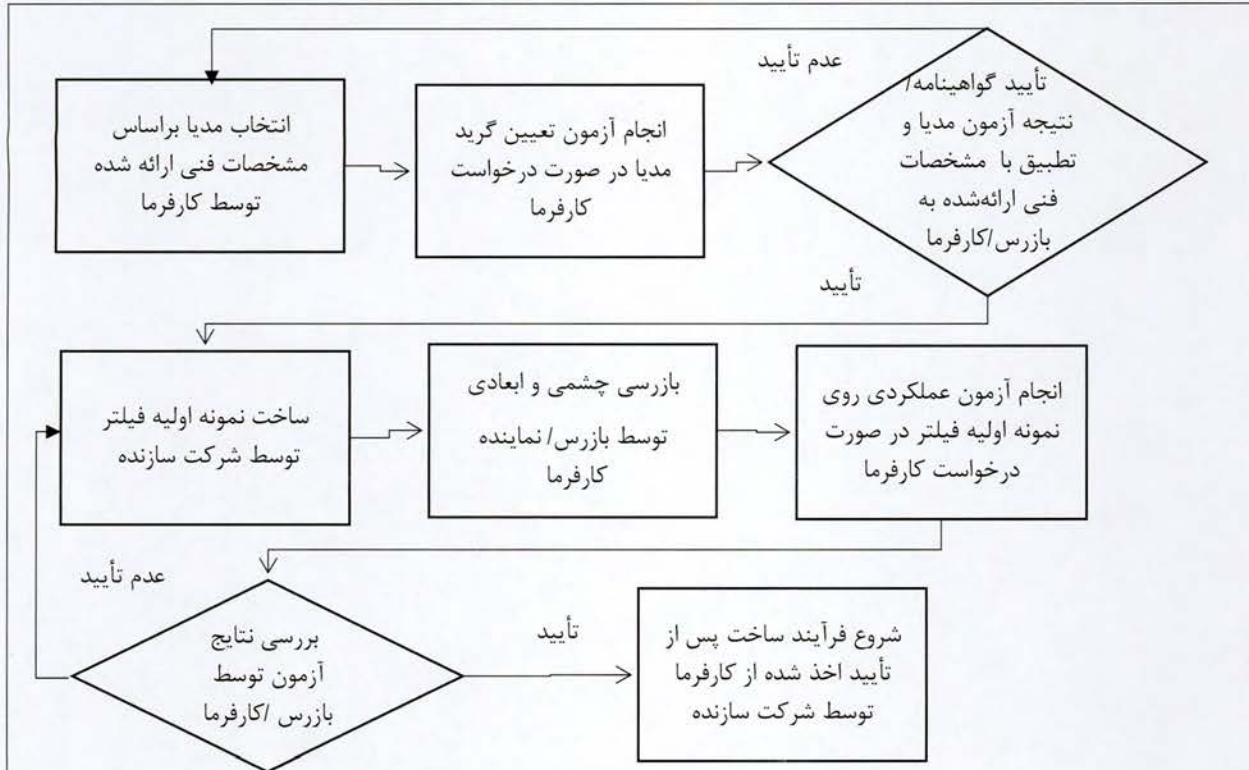 عدم تأیید
انتخاب مدیا براساس
مشخصات فنی ارائه شده
توسط کارفرما
انجام آزمون تعیین گرید
مدیا در صورت درخواست
کارفرما
تأیید گواهینامه/
نتیجه آزمون مدیا و
تطبیق با مشخصات
فنی ارائه‌شده به
بازرس/کارفرما
تأیید
ساخت نمونه اولیه فیلتر
توسط شرکت سازنده
بازرسی چشمی و ابعادی
توسط بازرس/ نماینده
کارفرما
انجام آزمون عملکردی روی
نمونه اولیه فیلتر در صورت
درخواست کارفرما
عدم تأیید
بررسی نتایج
آزمون توسط
بازرس /کارفرما
تأیید
شروع فرآیند ساخت پس از
تأیید اخذ شده از کارفرما
توسط شرکت سازنده